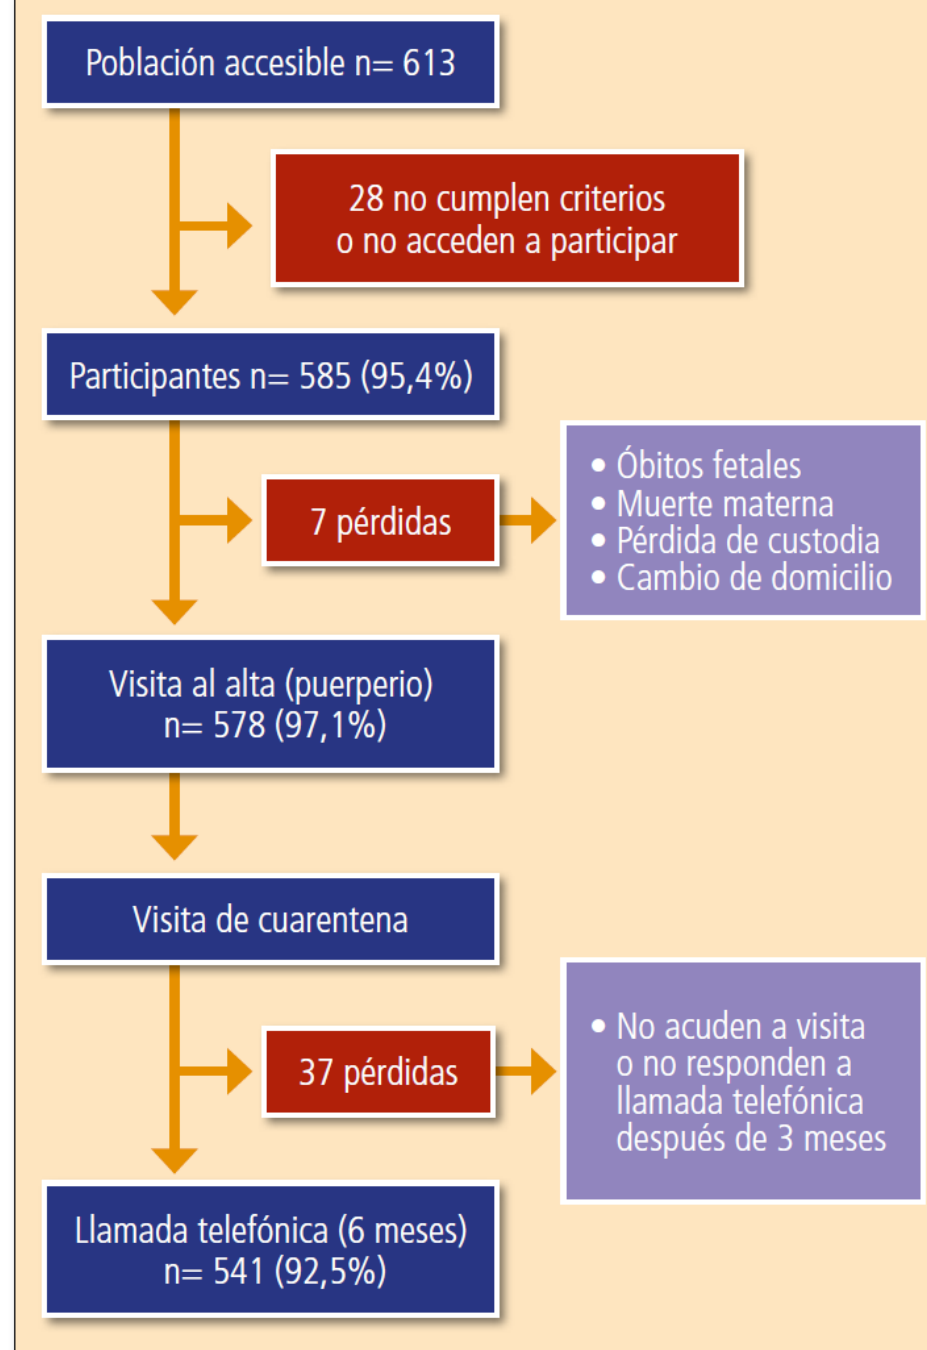 Población accesible n= 613
28 no cumplen criterios
o no acceden a participar
Participantes n= 585 (95,4%)
7 pérdidas
• Óbitos fetales
• Muerte materna
• Pérdida de custodia
• Cambio de domicilio
Visita al alta (puerperio)
n= 578 (97,1%)
Visita de cuarentena
37 pérdidas
• No acuden a visita
o no responden a
llamada telefónica
después de 3 meses
Llamada telefónica (6 meses)
n= 541 (92,5%)